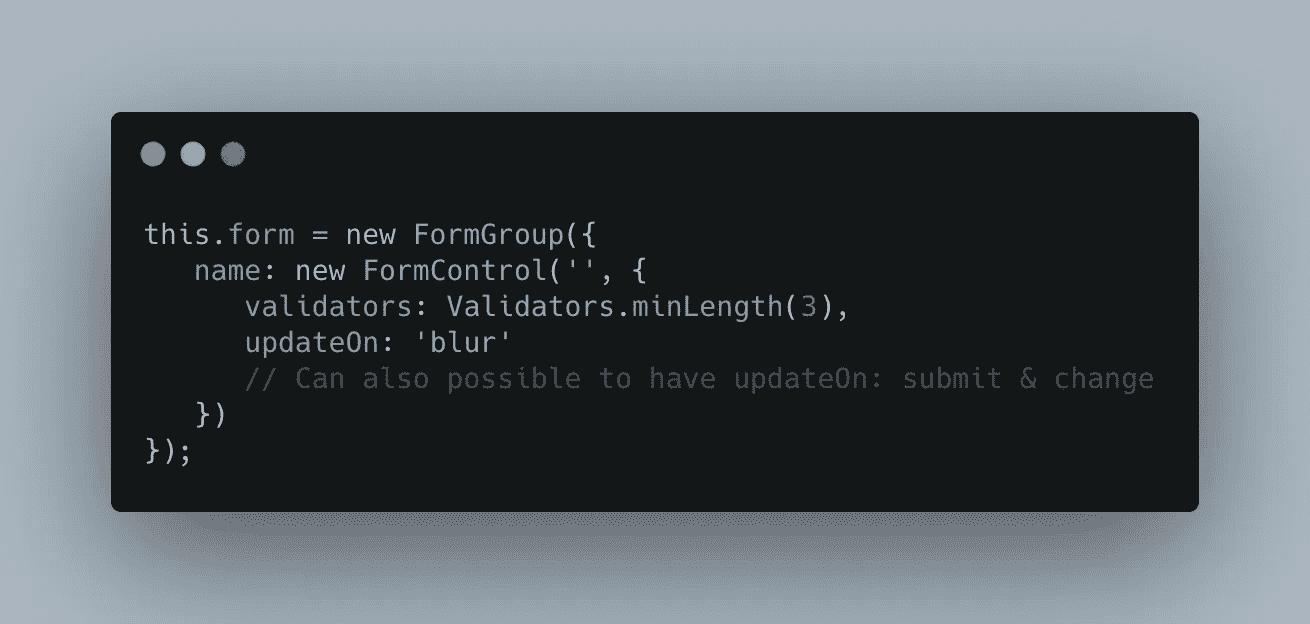 this.form = new FormGroup({
   name: new FormControl('', {
      validators: Validators.minLength(3),
      updateOn: 'blur'
      // Can also possible to have updateOn: submit & change
   })
});